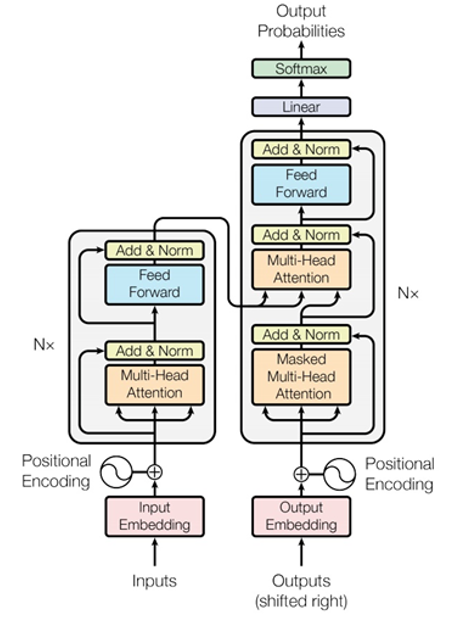 Output
Probabilities
Softmax
Linear
Add & Norm
Feed
Forward
Add & Norm
Multi-Head
Attention
Add & Norm
Masked
Multi-Head
Attention
N×
Positional
Encoding
Output
Embedding
Outputs
(shifted right)
Add & Norm
Feed
Forward
Add & Norm
Multi-Head
Attention
N×
Positional
Encoding
Input
Embedding
Inputs